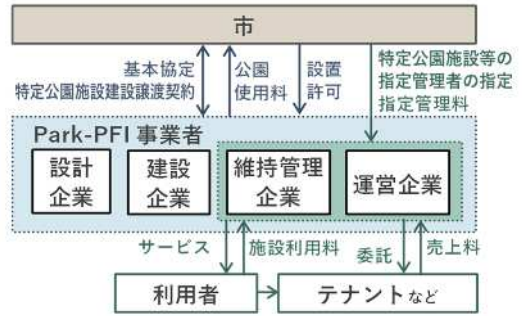 市
基本協定
特定公園施設建設譲渡契約
公園
使用料
設置
許可
特定公園施設等の
指定管理者の指定
指定管理料
Park-PFI 事業者
設計
企業
建設
企業
維持管理
企業
運営企業
サービス
施設利用料
委託
売上料
利用者
テナントなど